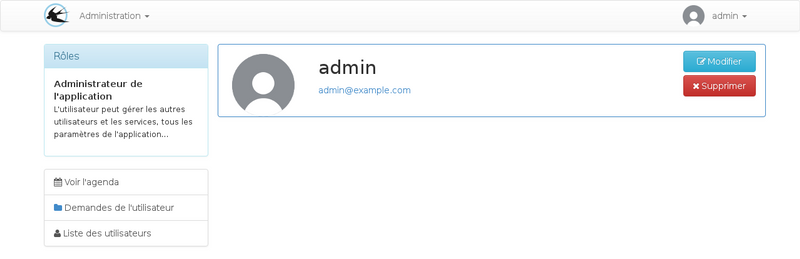 Administration
admin
Rôles
Administrateur de
l'application
L'utilisateur peut gérer les autres
utilisateurs et les services, tous les
paramètres de l'application...
Voir l'agenda
Demandes de l'utilisateur
Liste des utilisateurs
admin
admin@example.com
Modifier
Supprimer